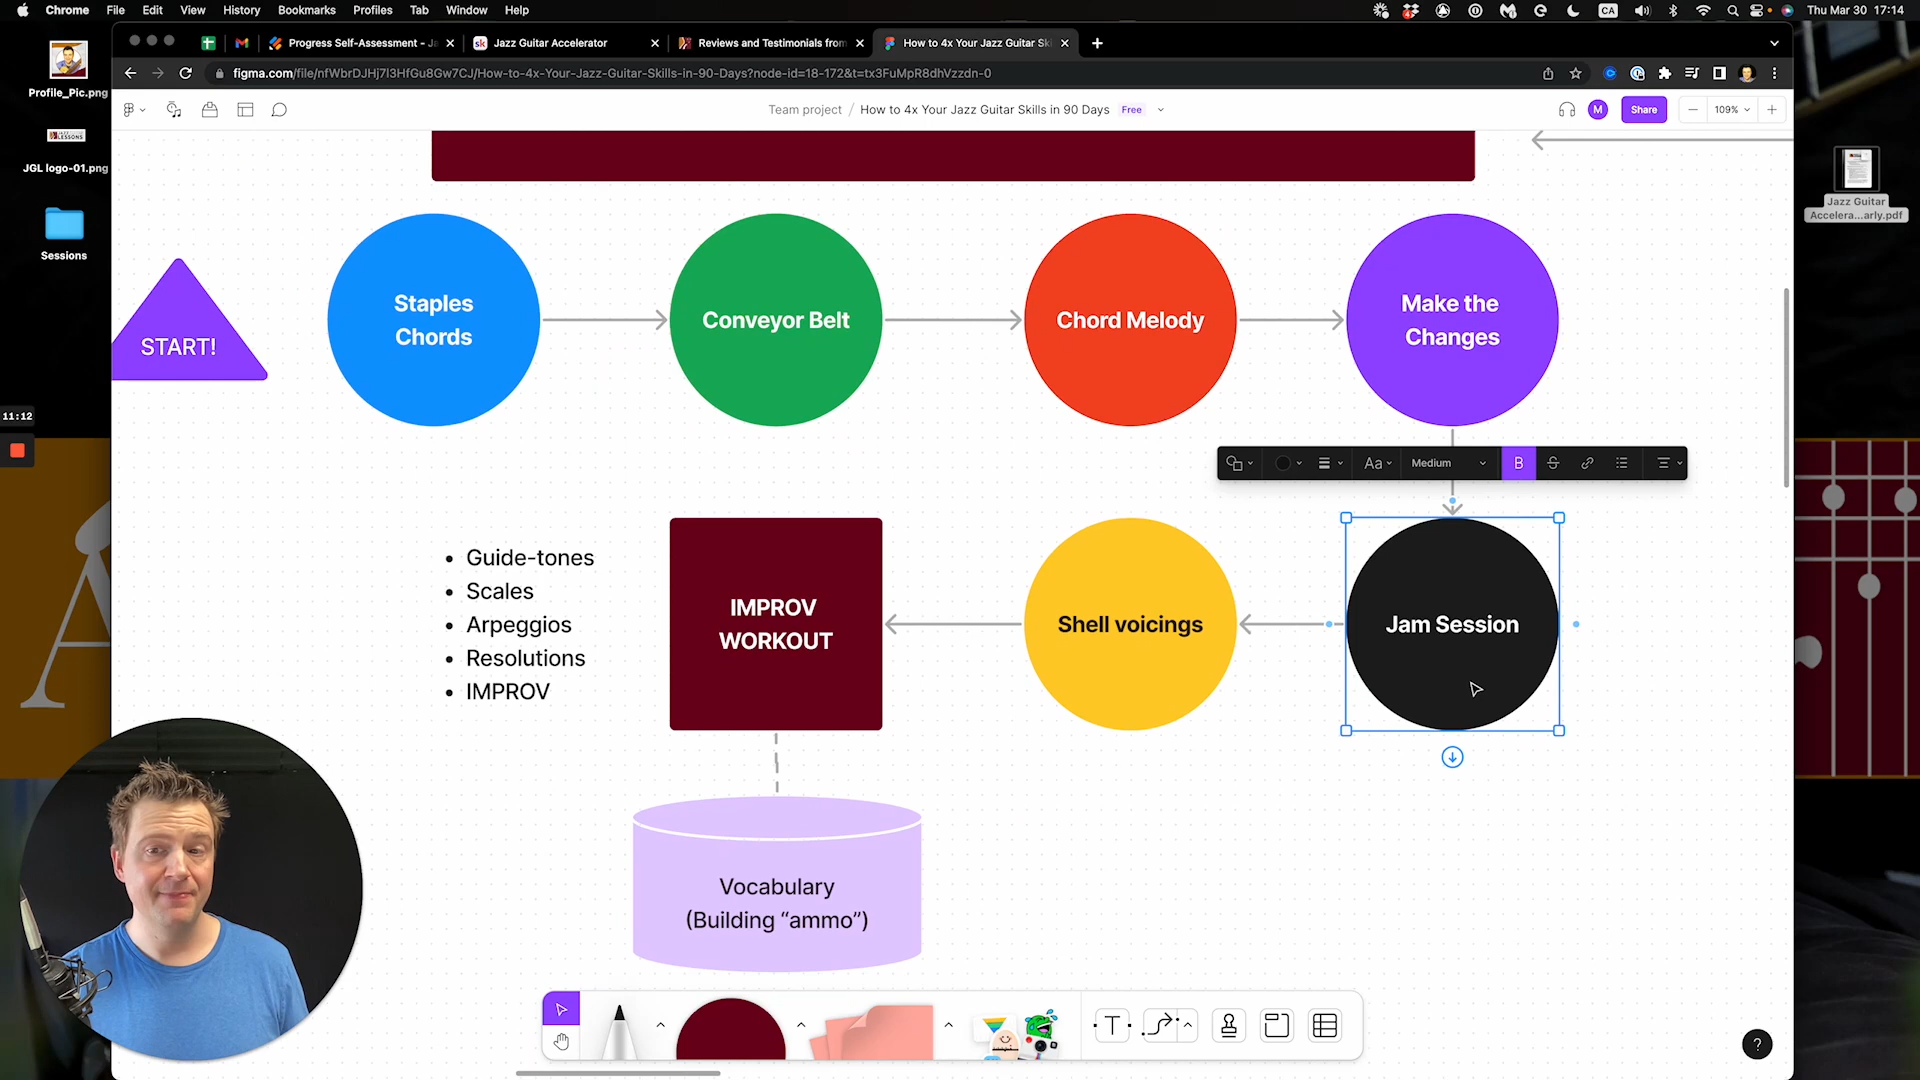 Chrome File Edit View History Bookmarks Profiles Tab Window Help
CA
Thu Mar 30 17:14
Progress Self-Assessment - Ja
sk Jazz Guitar Accelerator
Reviews and Testimonials from
How to 4x Your Jazz Guitar Ski
figma.com/file/nfWbrDJHj7l3HfGu8Gw7CJ/How-to-4x-Your-Jazz-Guitar-Skills-in-90-Days?node-id=18-172&t=tx3FuMpR8dhVzzdn-0
Team project / How to 4x Your Jazz Guitar Skills in 90 Days Free
M
Share
109%
Profile_Pic.png
LESSONS
JGL logo-01.png
Sessions
Jazz Guitar
Accelera...arly.pdf
11:12
START!
Staples
Chords
Conveyor Belt
Chord Melody
Make the
Changes
Aa
Medium
B
S
Guide-tones
Scales
Arpeggios
Resolutions
IMPROV
IMPROV
WORKOUT
Shell voicings
Jam Session
Vocabulary
(Building “ammo”)
T
?
A